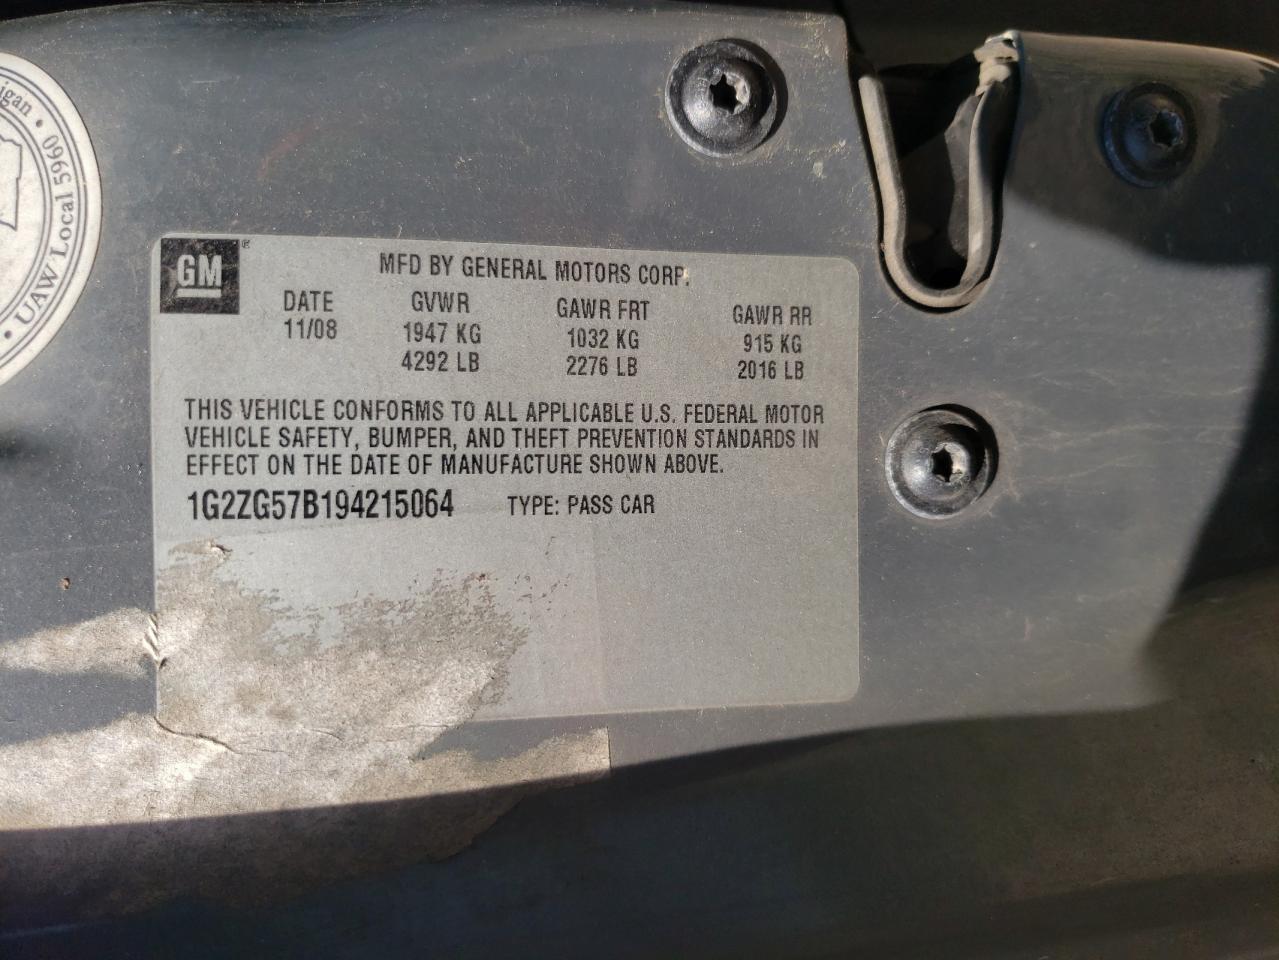 igan • UAW Local 5960 •
GM
MFD BY GENERAL MOTORS CORP.
DATE GVWR GAWR FRT GAWR RR
11/08 1947 KG 1032 KG 915 KG
4292 LB 2276 LB 2016 LB
THIS VEHICLE CONFORMS TO ALL APPLICABLE U.S. FEDERAL MOTOR
VEHICLE SAFETY, BUMPER, AND THEFT PREVENTION STANDARDS IN
EFFECT ON THE DATE OF MANUFACTURE SHOWN ABOVE.
1G2ZG57B194215064 TYPE: PASS CAR